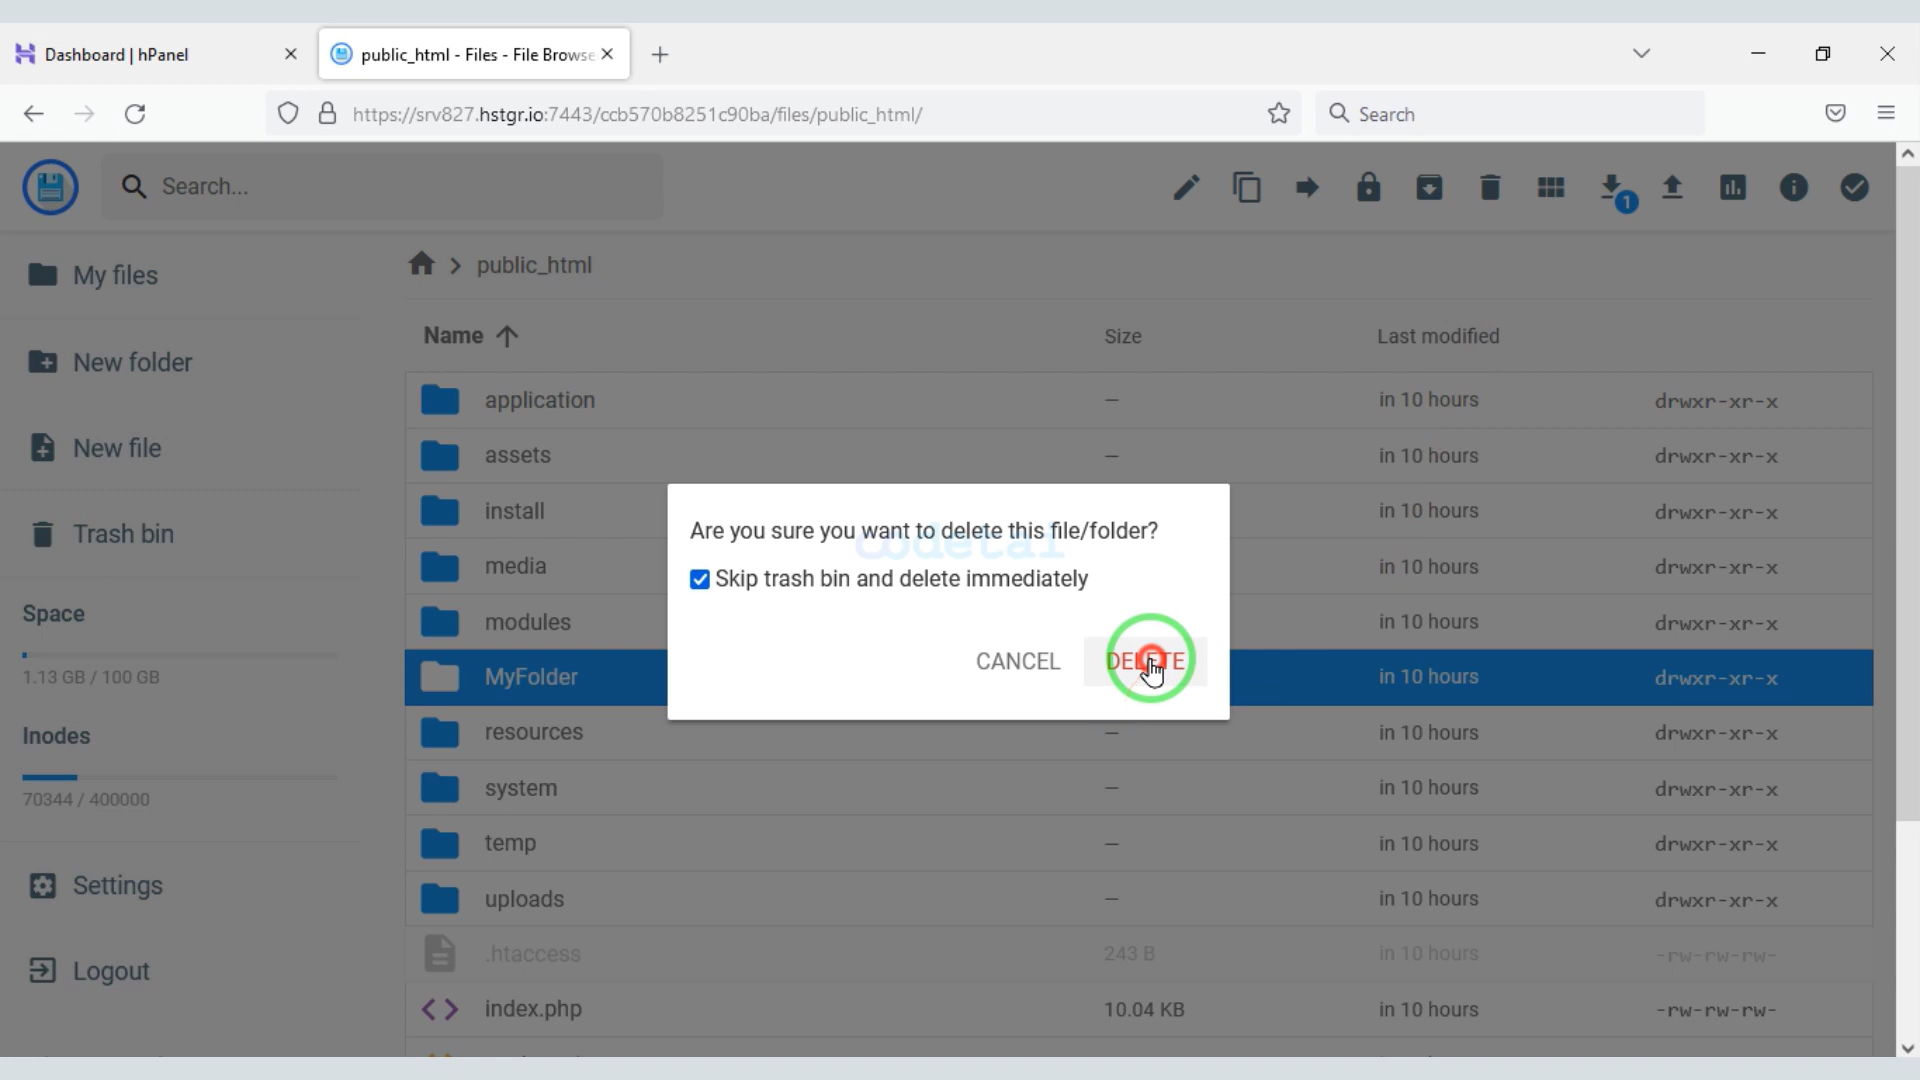 Dashboard | hPanel
public_html - Files - File Browse
https://srv827.hstgr.io:7443/ccb570b8251c90ba/files/public_html/
Search
Search...
1
My files
New folder
New file
Trash bin
Space
1.13 GB / 100 GB
Inodes
70344 / 400000
Settings
Logout
public_html
Name Size Last modified
application — in 10 hours drwxr-xr-x
assets — in 10 hours drwxr-xr-x
install in 10 hours drwxr-xr-x
media in 10 hours drwxr-xr-x
modules in 10 hours drwxr-xr-x
MyFolder in 10 hours drwxr-xr-x
resources — in 10 hours drwxr-xr-x
system — in 10 hours drwxr-xr-x
temp — in 10 hours drwxr-xr-x
uploads — in 10 hours drwxr-xr-x
.htaccess 243 B in 10 hours -rw-rw-rw-
index.php 10.04 KB in 10 hours -rw-rw-rw-
Are you sure you want to delete this file/folder?
codetai
Skip trash bin and delete immediately
CANCEL DELETE